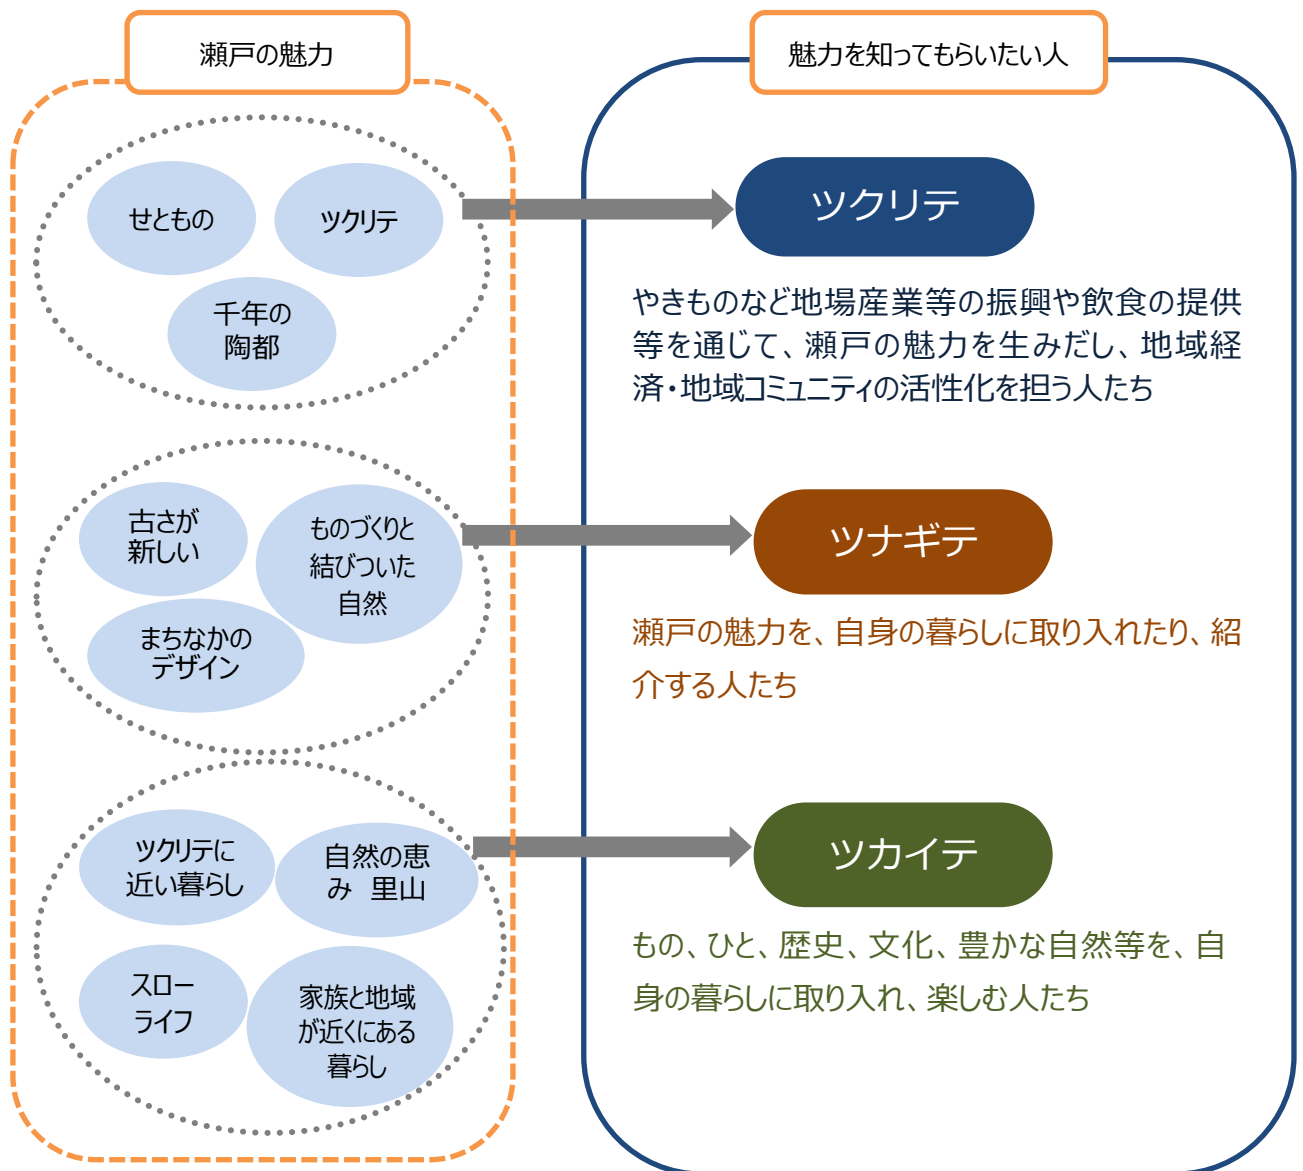 瀬戸の魅力
せともの
ツクリテ
千年の
陶都
古さが
新しい
ものづくりと
結びついた
自然
まちなかの
デザイン
ツクリテに
近い暮らし
自然の恵
み　里山
スロー
ライフ
家族と地域
が近くにある
暮らし
魅力を知ってもらいたい人
ツクリテ
やきものなど地場産業等の振興や飲食の提供
等を通じて、瀬戸の魅力を生みだし、地域経
済・地域コミュニティの活性化を担う人たち
ツナギテ
瀬戸の魅力を、自身の暮らしに取り入れたり、紹
介する人たち
ツカイテ
もの、ひと、歴史、文化、豊かな自然等を、自
身の暮らしに取り入れ、楽しむ人たち